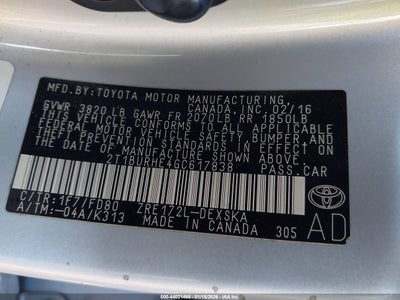 MFD.BY:TOYOTA MOTOR MANUFACTURING,
CANADA, INC. 02/16
GVWR 3820 LB GAWR FR 2070LB RR 1850LB
THIS VEHICLE CONFORMS TO ALL APPLICABLE
FEDERAL MOTOR VEHICLE SAFETY, BUMPER, AND
THEFT PREVENTION STANDARDS IN EFFECT ON
THE DATE OF MANUFACTURE SHOWN ABOVE.
2T1BURHE4GC617838 PASS.CAR
C/TR:1F7/FD80 ZRE172L-DEXSKA
A/TM:-04A/K313 MADE IN CANADA 305
AD
TOYOTA